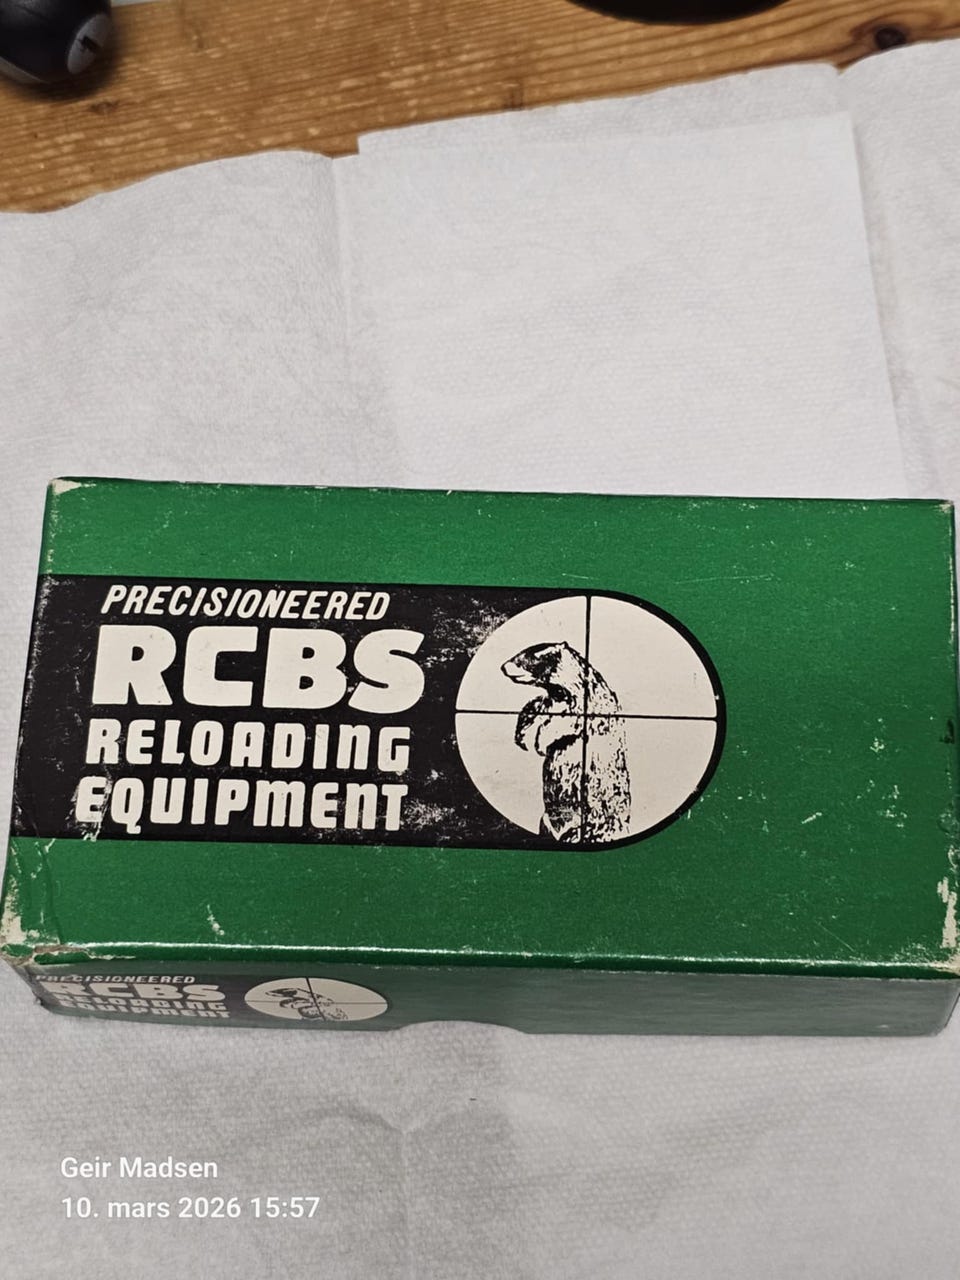 PRECISIONEERED
RCBS
RELOADING
EQUIPMENT
PRECISIONEERED
RCBS
RELOADING
EQUIPMENT
Geir Madsen
10. mars 2026 15:57